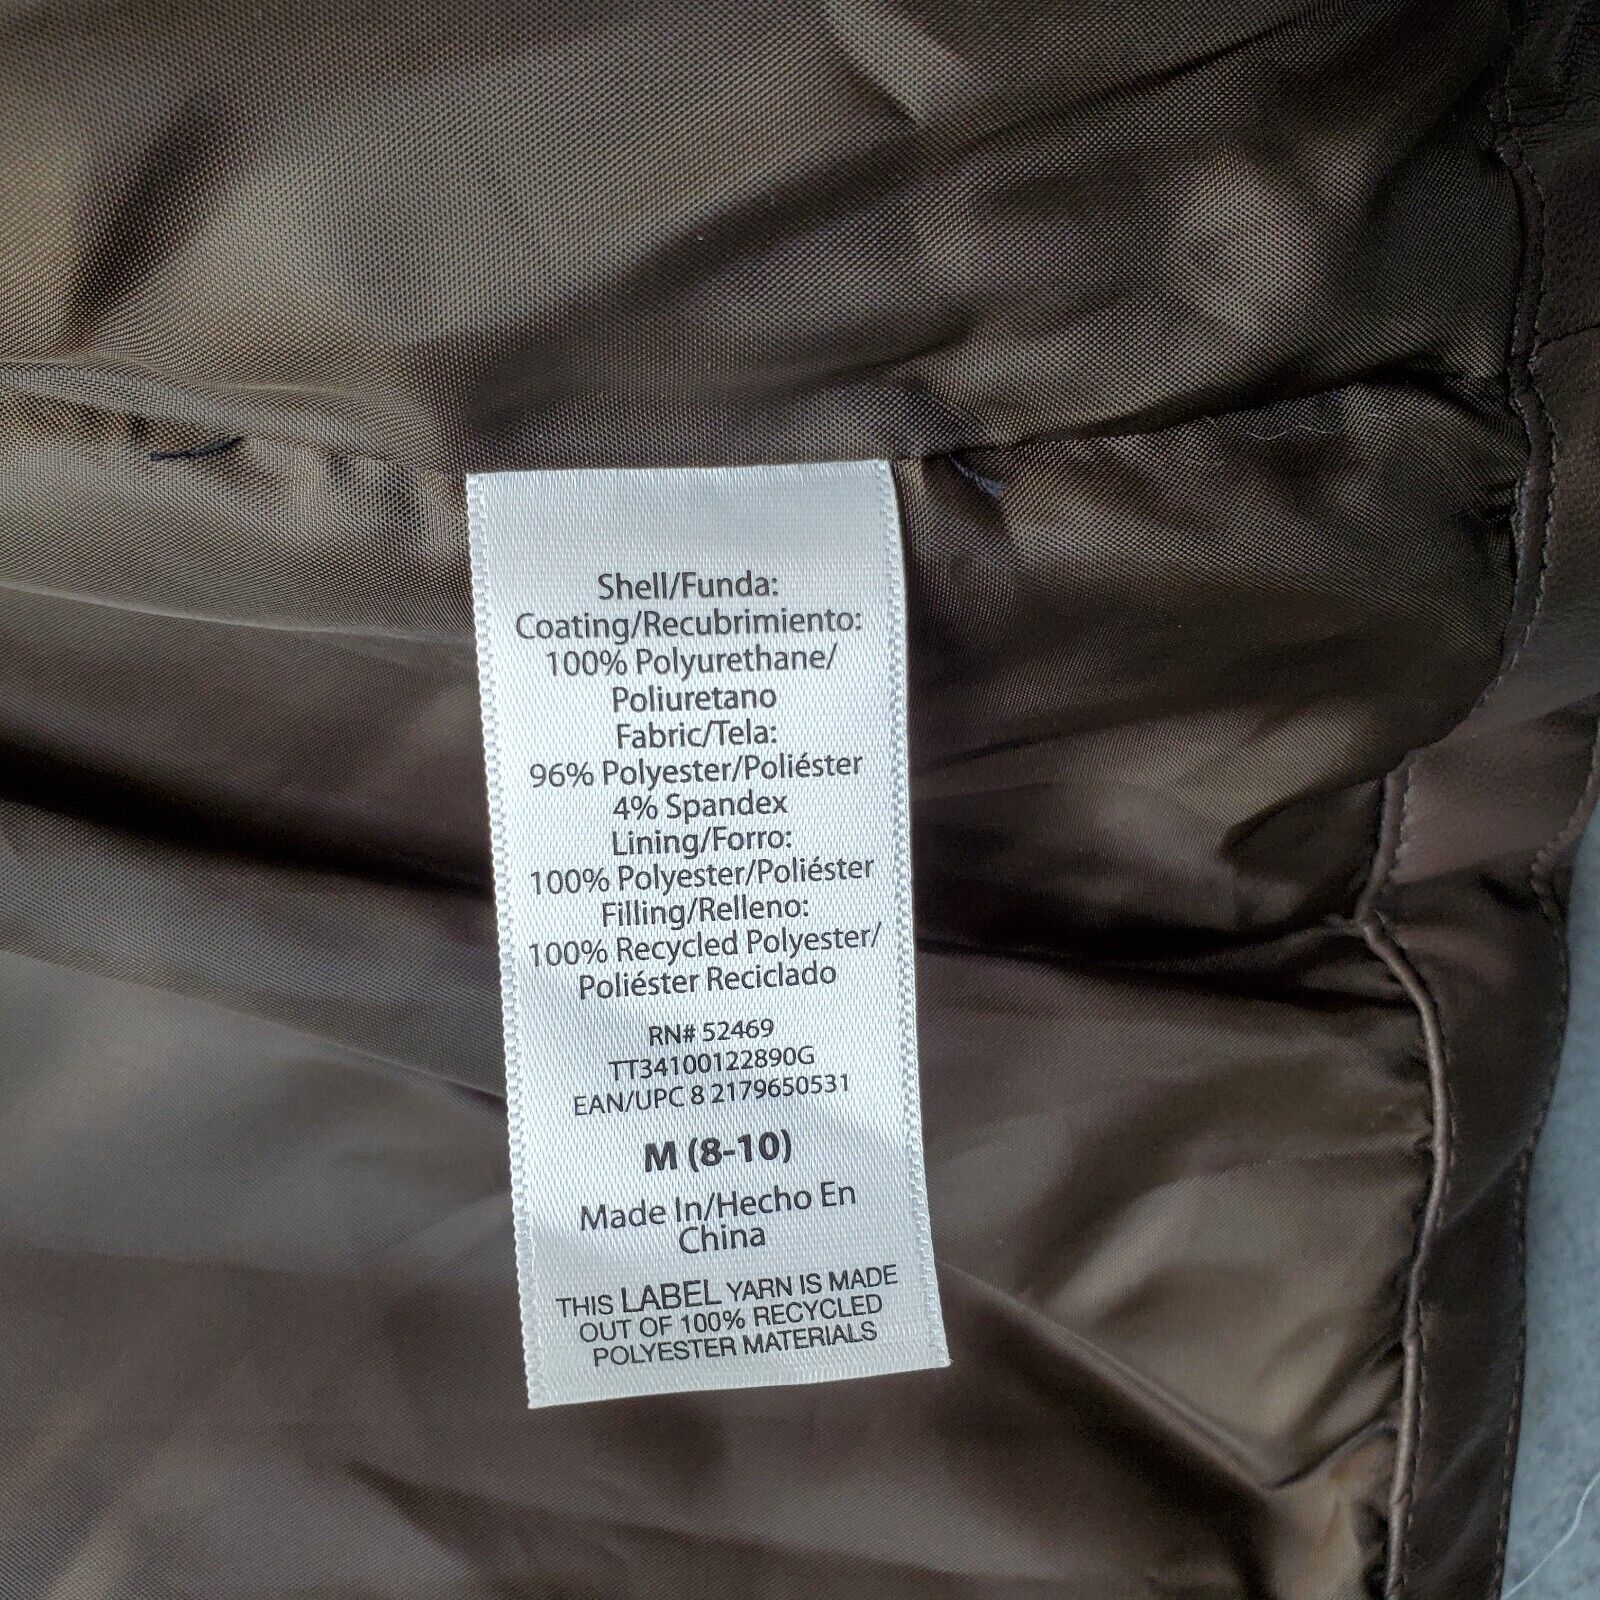 Shell/Funda:
Coating/Recubrimiento:
100% Polyurethane/
Poliuretano
Fabric/Tela:
96% Polyester/Poliéster
4% Spandex
Lining/Forro:
100% Polyester/Poliéster
Filling/Relleno:
100% Recycled Polyester/
Poliéster Reciclado
RN# 52469
TT34100122890G
EAN/UPC 8 2179650531
M (8-10)
Made In/Hecho En
China
THIS LABEL YARN IS MADE
OUT OF 100% RECYCLED
POLYESTER MATERIALS